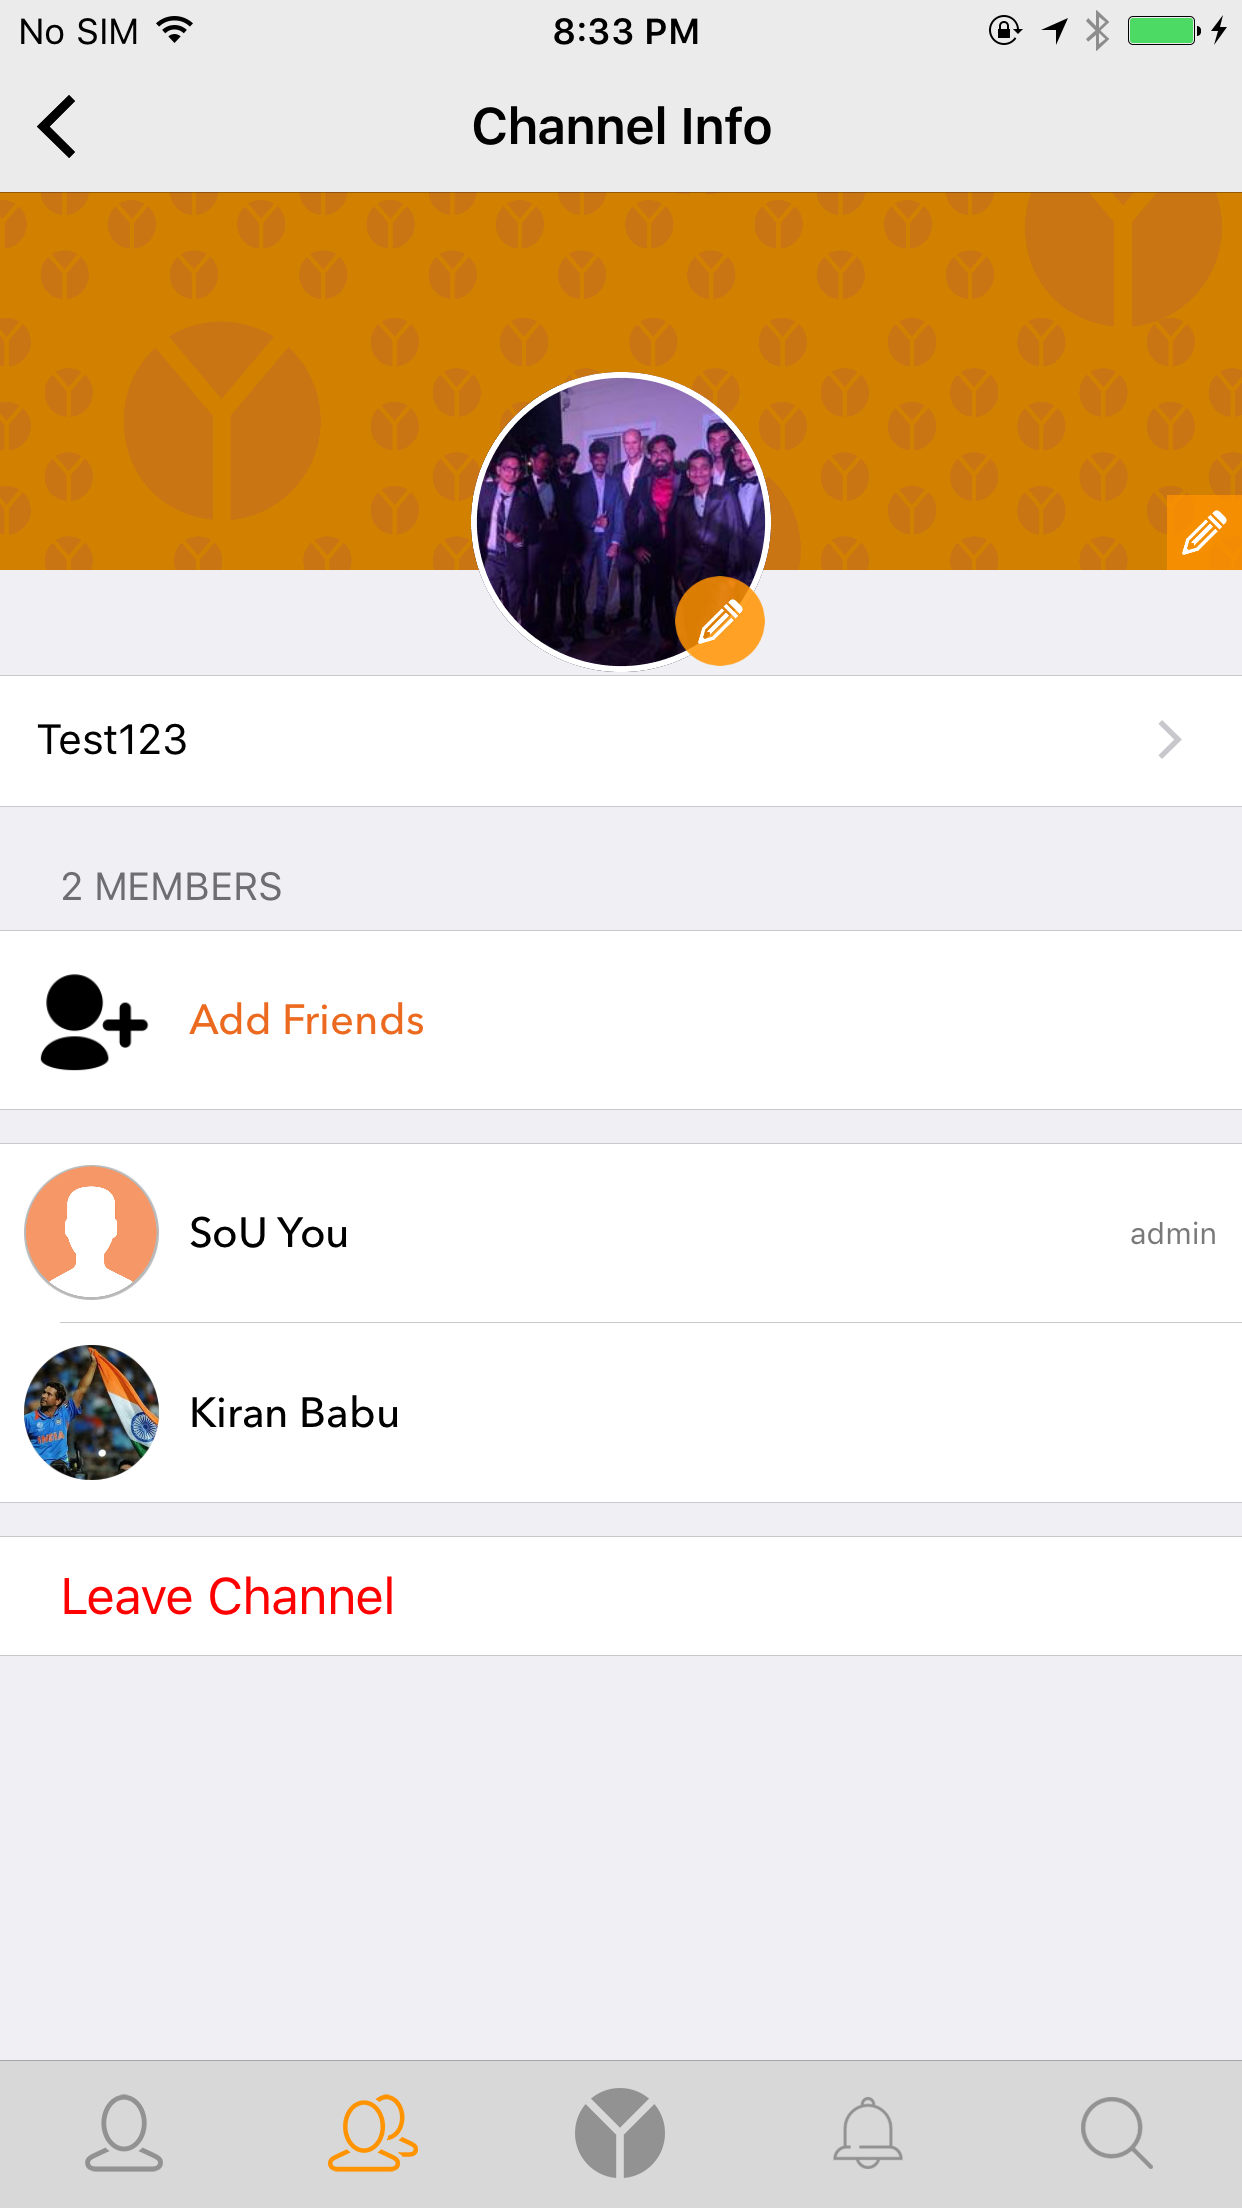 No SIM 8:33 PM
Channel Info
Test123
2 MEMBERS
Add Friends
SoU You admin
Kiran Babu
Leave Channel